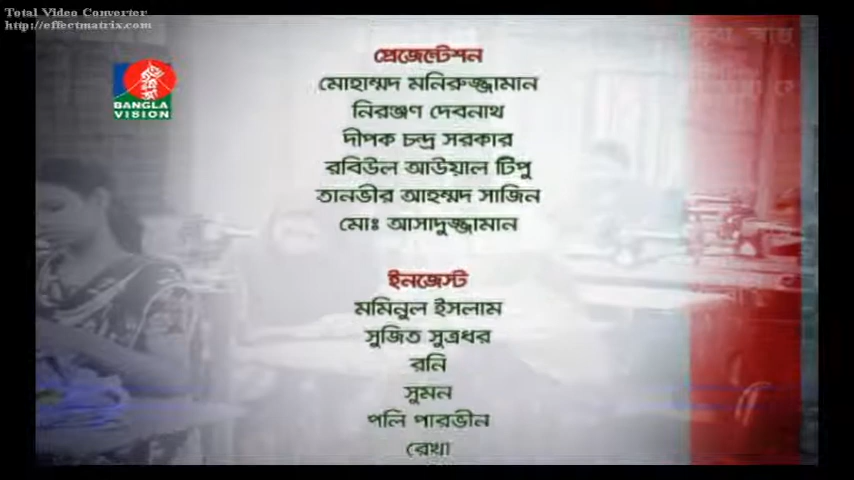 Total Video Converter
http://effectmatrix.com
BANGLA
VISION
প্রেজেন্টেশন
মোহাম্মদ মনিরুজ্জামান
নিরঞ্জণ দেবনাথ
দীপক চন্দ্র সরকার
রবিউল আউয়াল টিপু
তানভীর আহম্মদ সাজিন
মোঃ আসাদুজ্জামান
ইনজেস্ট
মমিনুল ইসলাম
সুজিত সুত্রধর
রনি
সুমন
পলি পারভীন
রেখা